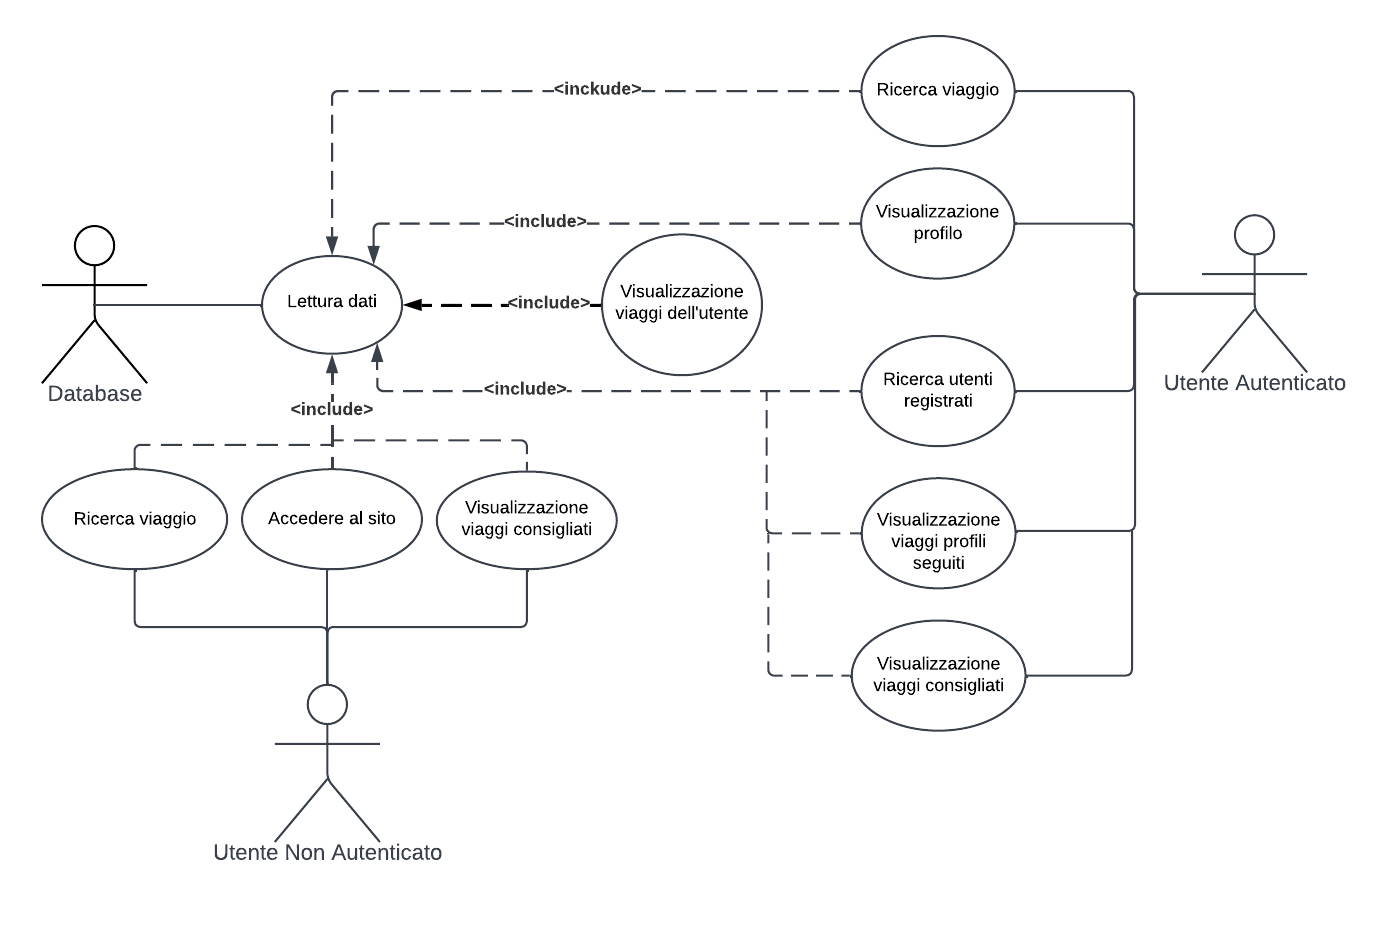 <inckude>
Ricerca viaggio
<include>
Visualizzazione
profilo
Lettura dati
<include>
Visualizzazione
viaggi dell'utente
Database
Utente Autenticato
<include>
Ricerca utenti
registrati
<include>
Ricerca viaggio
Accedere al sito
Visualizzazione
viaggi consigliati
Visualizzazione
viaggi profili
seguiti
Visualizzazione
viaggi consigliati
Utente Non Autenticato